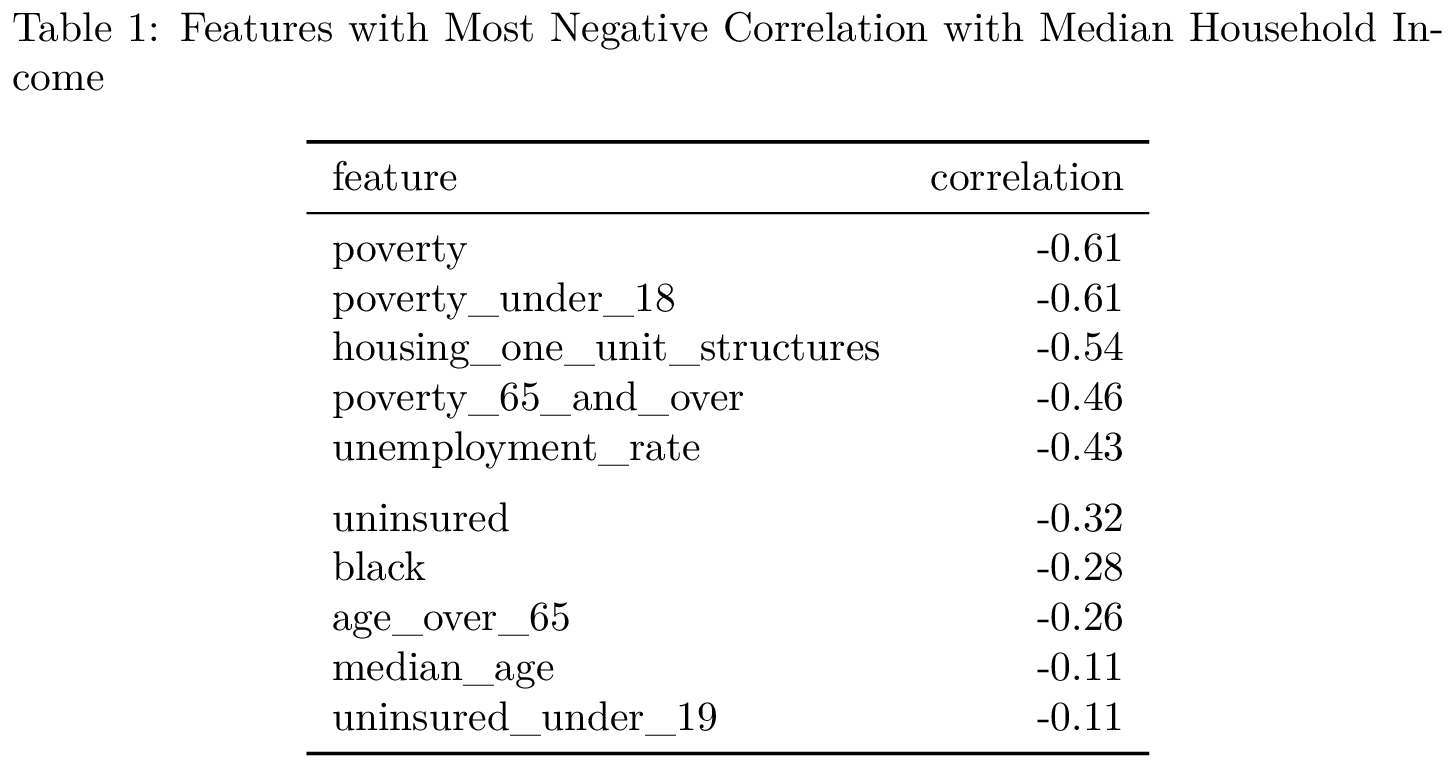 Table 1: Features with Most Negative Correlation with Median Household In-
come
feature correlation
poverty -0.61
poverty_under_18 -0.61
housing_one_unit_structures -0.54
poverty_65_and_over -0.46
unemployment_rate -0.43
uninsured -0.32
black -0.28
age_over_65 -0.26
median_age -0.11
uninsured_under_19 -0.11